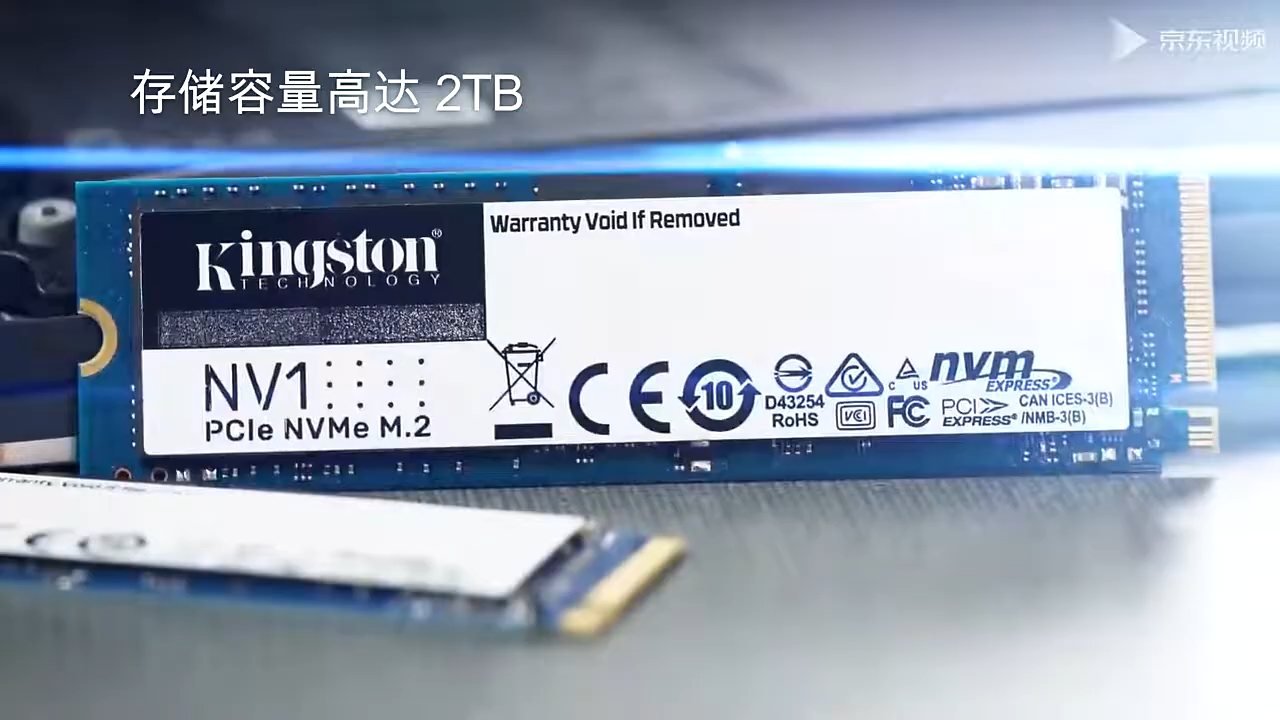 京东视频
存储容量高达 2TB
Warranty Void If Removed
Kingston®
TECHNOLOGY
NV1
PCIe NVMe M.2
10
D43254
RoHS
VCI
C US
FC
nvm
EXPRESS®
PCI
EXPRESS®
CAN ICES-3(B)
/NMB-3(B)